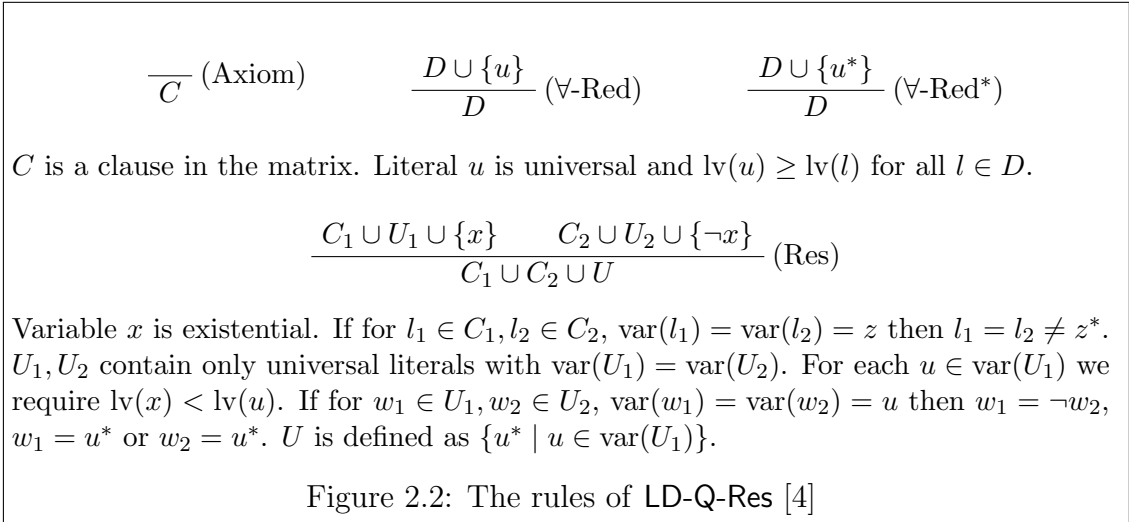 C (Axiom)    D ∪ {u} / D (∀-Red)    D ∪ {u*} / D (∀-Red*)
C is a clause in the matrix. Literal u is universal and lv(u) ≥ lv(l) for all l ∈ D.
C₁ ∪ U₁ ∪ {x}    C₂ ∪ U₂ ∪ {¬x} / C₁ ∪ C₂ ∪ U (Res)
Variable x is existential. If for l₁ ∈ C₁, l₂ ∈ C₂, var(l₁) = var(l₂) = z then l₁ = l₂ ≠ z*.
U₁, U₂ contain only universal literals with var(U₁) = var(U₂). For each u ∈ var(U₁) we
require lv(x) < lv(u). If for w₁ ∈ U₁, w₂ ∈ U₂, var(w₁) = var(w₂) = u then w₁ = ¬w₂,
w₁ = u* or w₂ = u*. U is defined as {u* | u ∈ var(U₁)}.
Figure 2.2: The rules of LD-Q-Res [4]